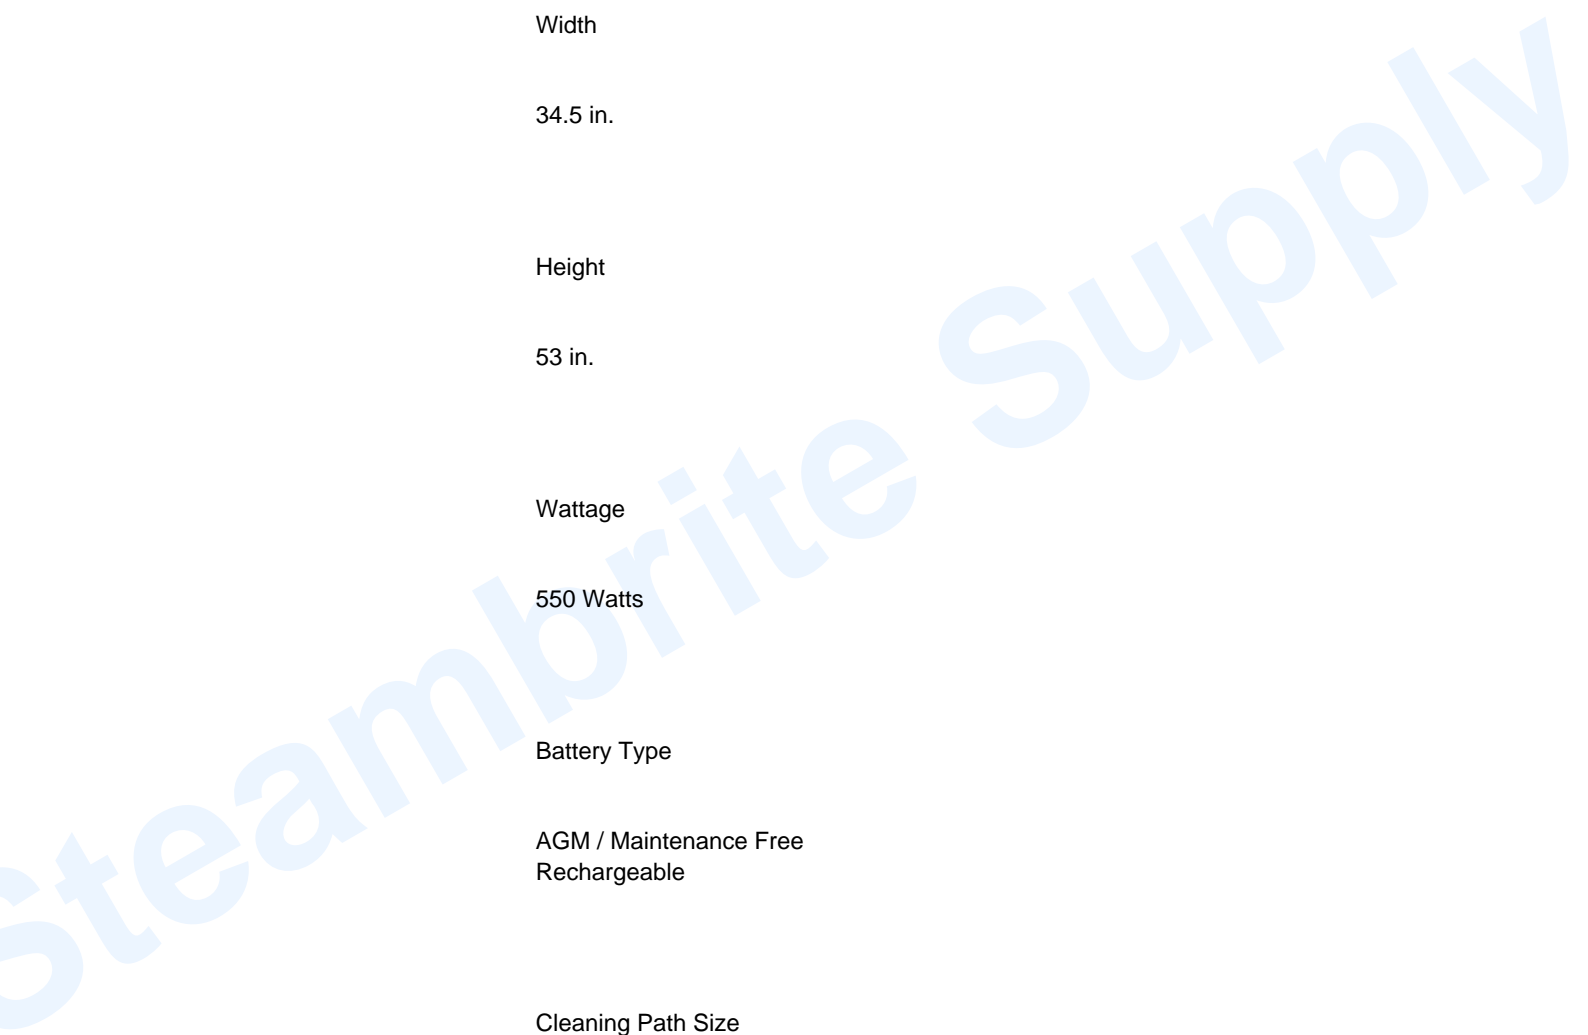 Width
34.5 in.
Height
53 in.
Wattage
550 Watts
Battery Type
AGM / Maintenance Free
Rechargeable
Cleaning Path Size
Steambrite Supply